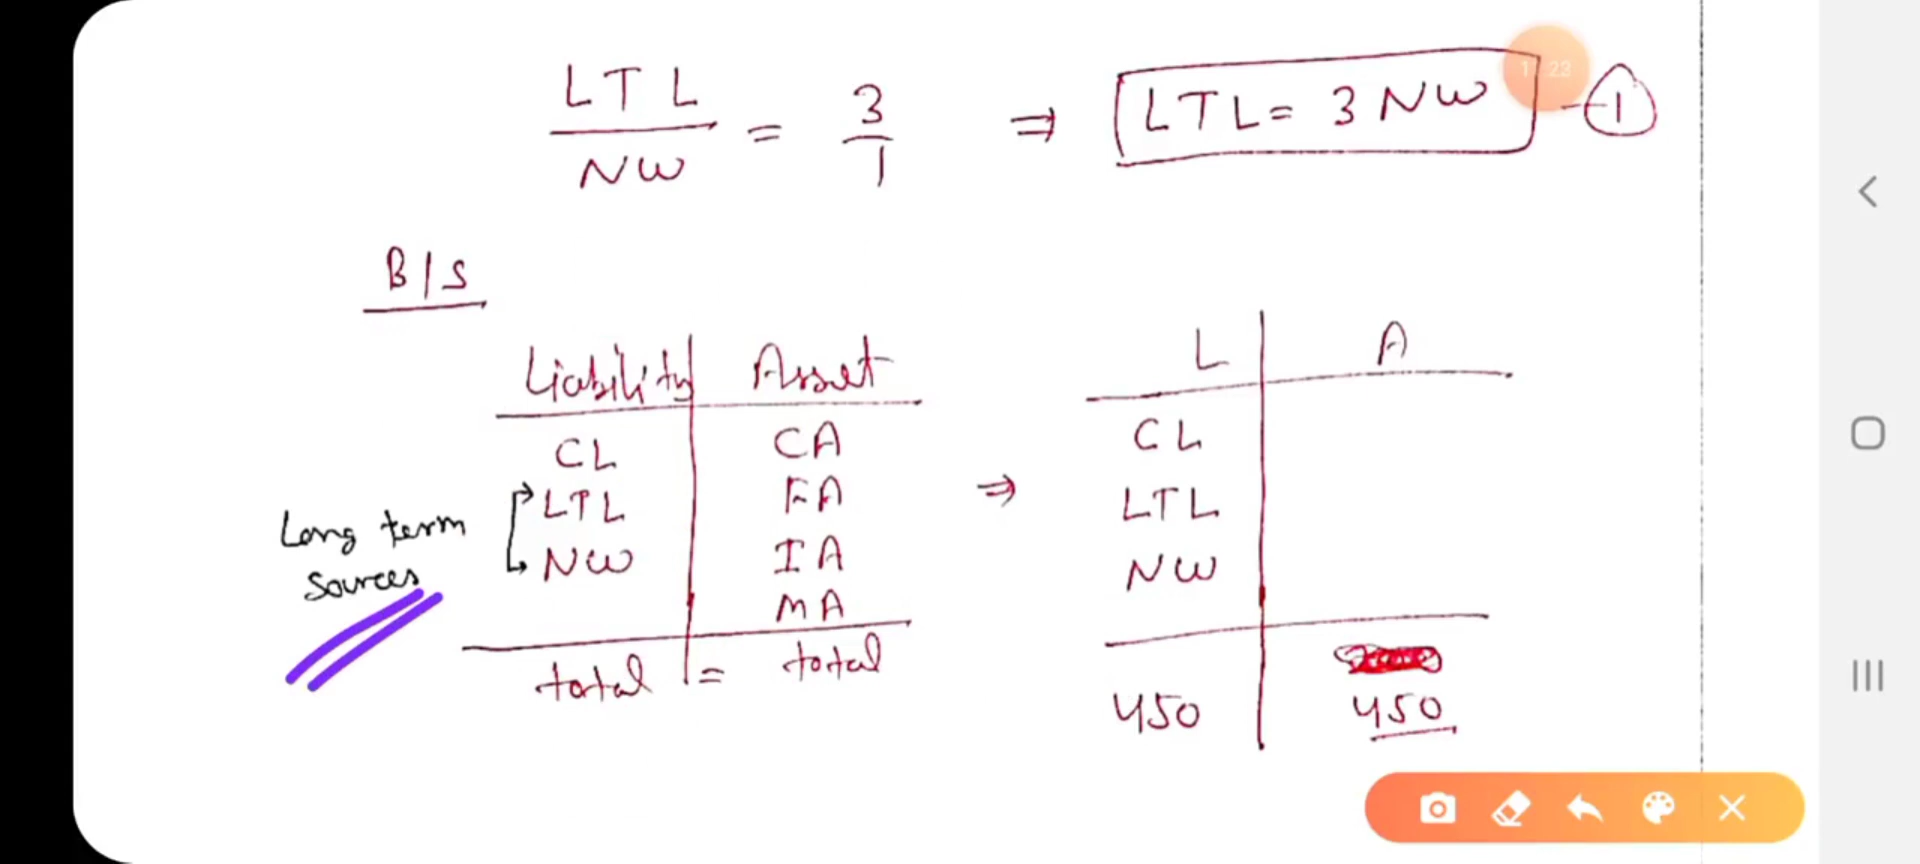 LTL / NW = 3 / 1 ⇒ LTL = 3 NW — 1
B/S
Liability Asset
L A
CL CA
CL
LTL FA ⇒
LTL
Long term
sources
NW IA
NW
MA
total = total
450 450